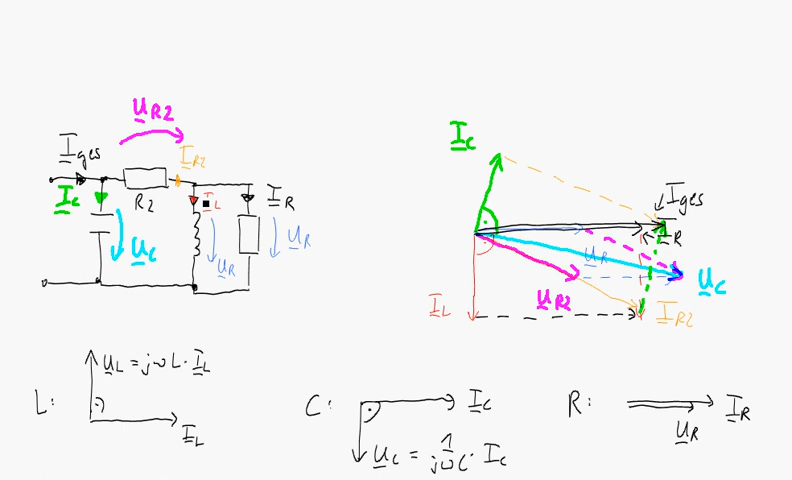 U_R2
I_ges
I_R2
I_C
R2
I_L
I_R
U_C
U_R
U_R
I_C
I_ges
I_R
U_R
U_C
I_L
U_R2
I_R2
L:
U_L = jωL · I_L
I_L
C:
I_C
U_C = 1/jωC · I_C
R:
I_R
U_R